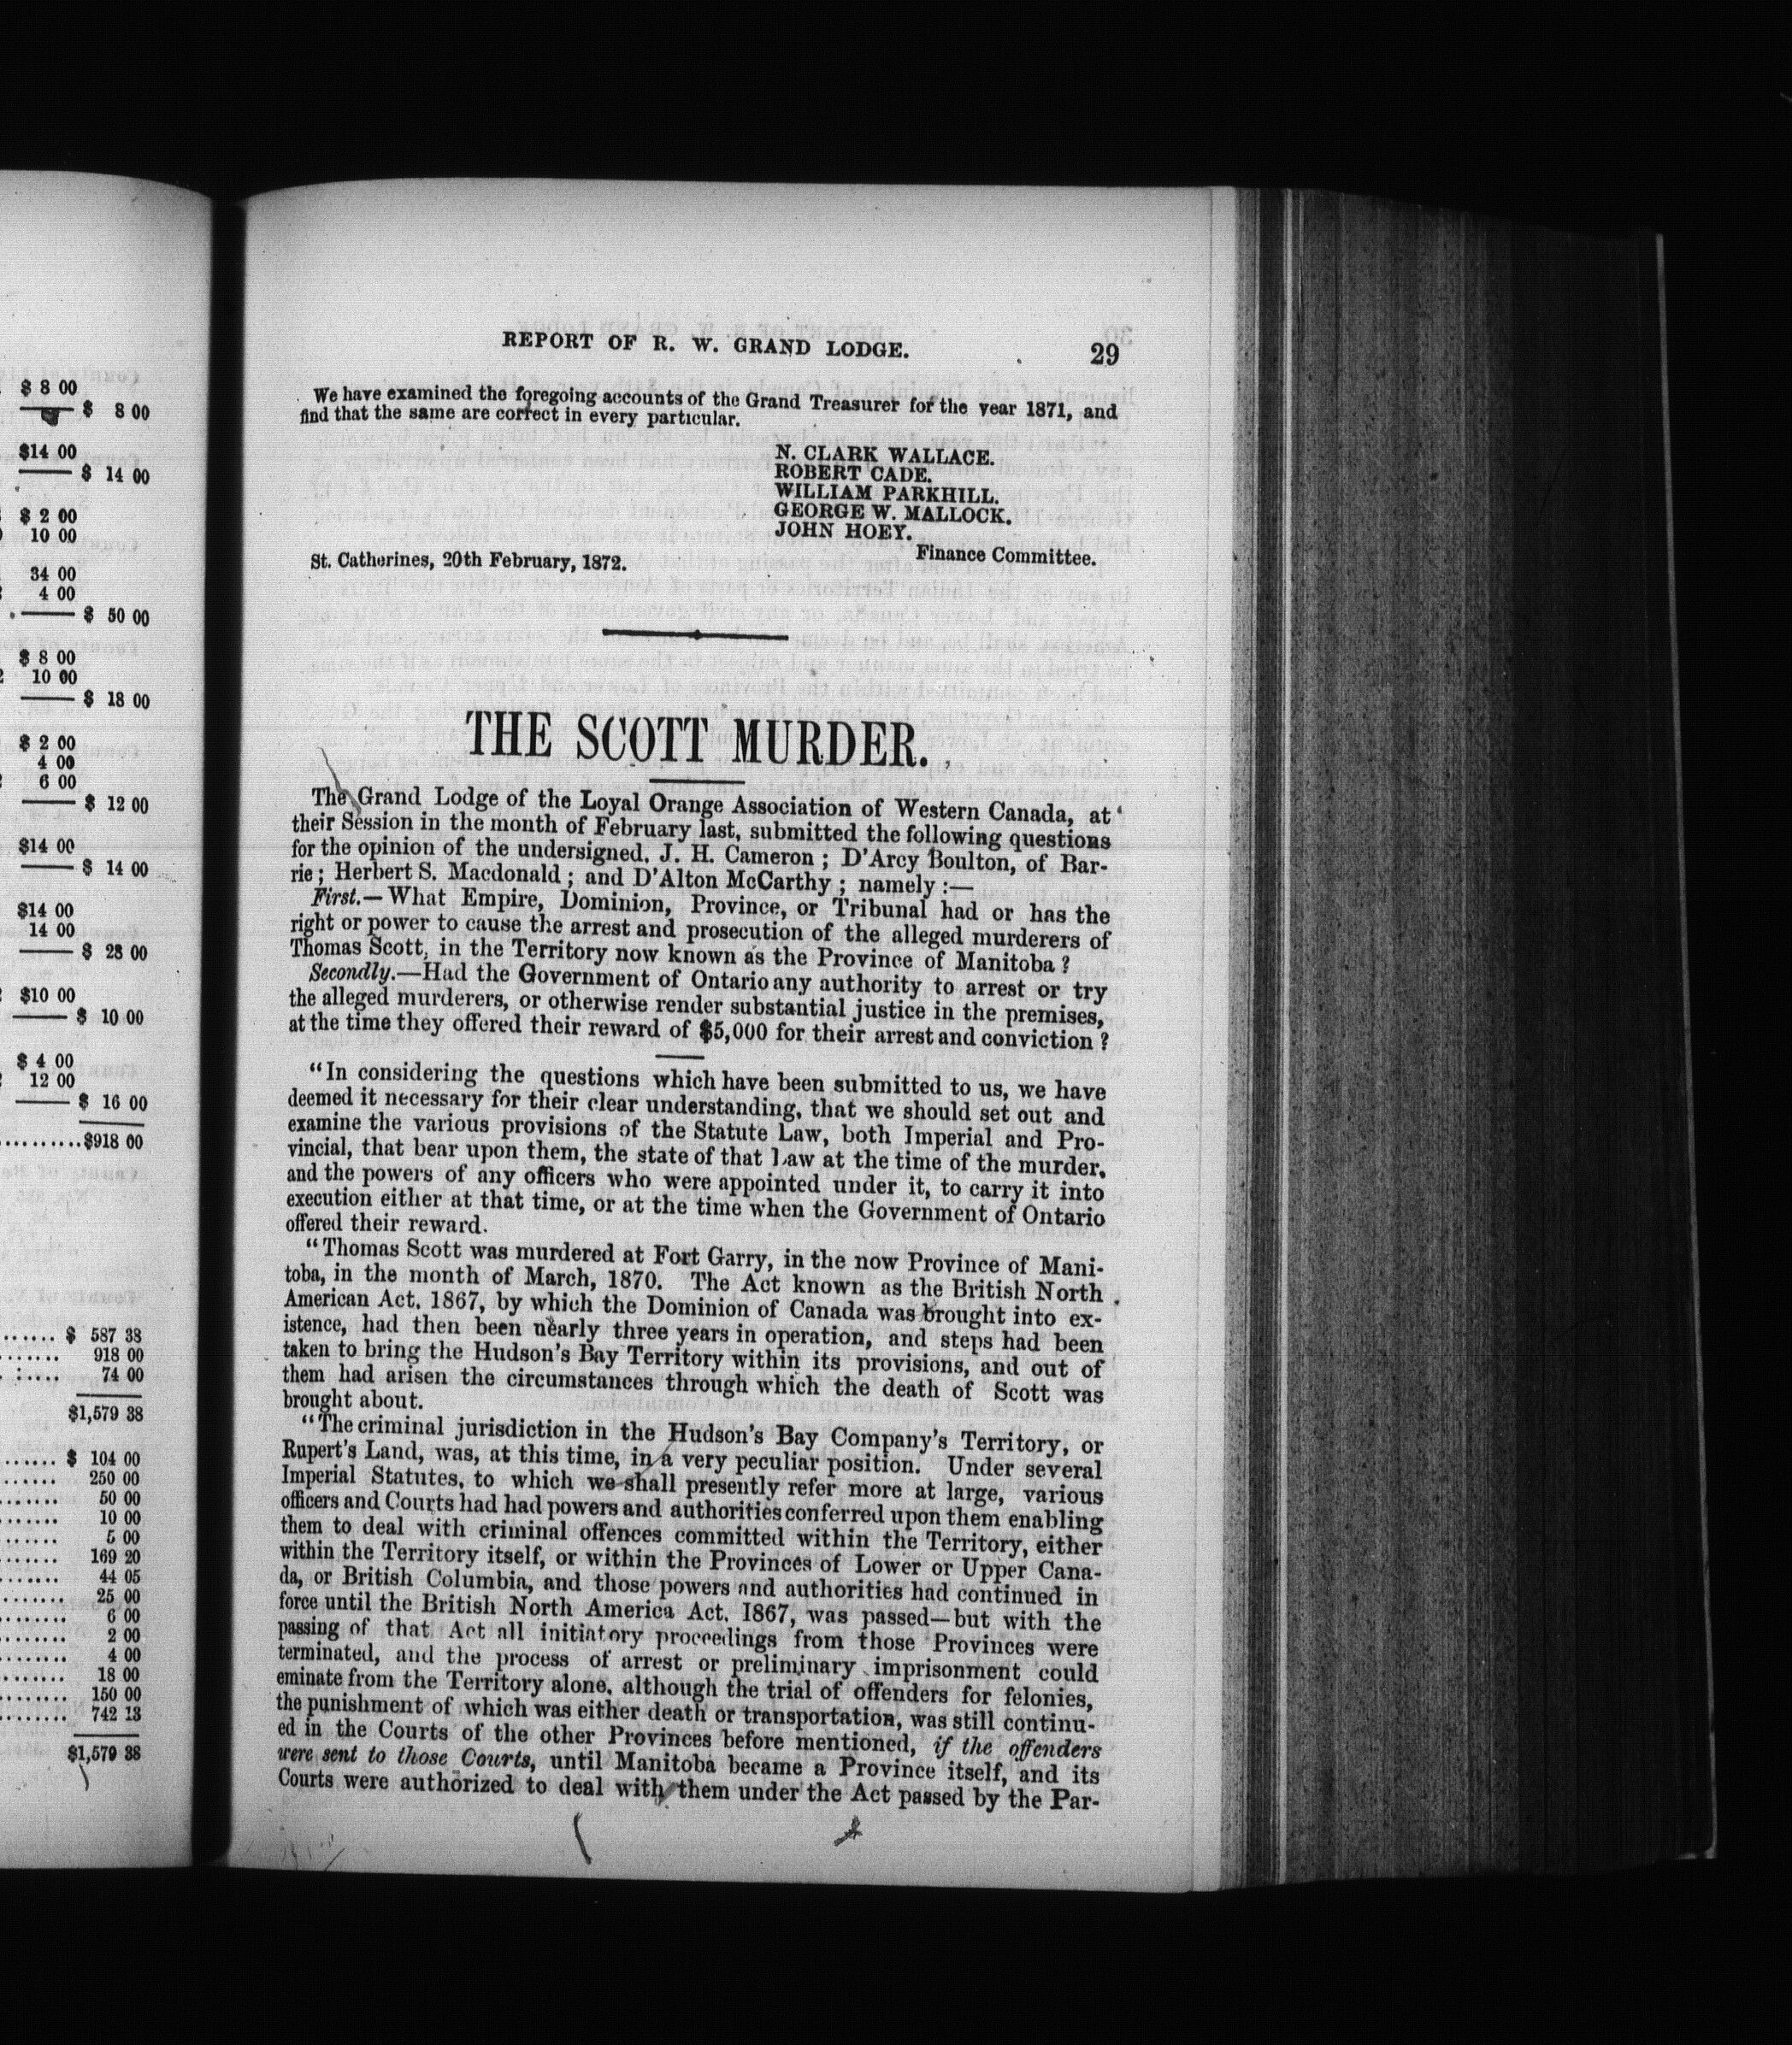 $ 8 00
$ 8 00
$14 00
$ 14 00
$ 2 00
10 00
34 00
4 00
$ 50 00
$ 8 00
10 00
$ 18 00
$ 2 00
4 00
6 00
$ 12 00
$14 00
$ 14 00
$14 00
14 00
$ 28 00
$10 00
$ 10 00
$ 4 00
12 00
$ 16 00
..........$918 00
....... $ 587 38
....... 918 00
. : .... 74 00
$1,579 38
...... $ 104 00
...... 250 00
....... 50 00
....... 10 00
....... 5 00
....... 169 20
....... 44 05
........ 25 00
........ 6 00
........ 2 00
........ 4 00
........ 18 00
........ 150 00
......... 742 13
$1,579 38
REPORT OF R. W. GRAND LODGE. 29
We have examined the foregoing accounts of the Grand Treasurer for the year 1871, and
find that the same are correct in every particular.
N. CLARK WALLACE.
ROBERT CADE.
WILLIAM PARKHILL.
GEORGE W. MALLOCK.
JOHN HOEY.
Finance Committee.
St. Catherines, 20th February, 1872.
THE SCOTT MURDER.
The Grand Lodge of the Loyal Orange Association of Western Canada, at
their Session in the month of February last, submitted the following questions
for the opinion of the undersigned. J. H. Cameron ; D'Arcy Boulton, of Bar-
rie ; Herbert S. Macdonald ; and D'Alton McCarthy ; namely :—
First.—What Empire, Dominion, Province, or Tribunal had or has the
right or power to cause the arrest and prosecution of the alleged murderers of
Thomas Scott, in the Territory now known as the Province of Manitoba ?
Secondly.—Had the Government of Ontario any authority to arrest or try
the alleged murderers, or otherwise render substantial justice in the premises,
at the time they offered their reward of $5,000 for their arrest and conviction ?
"In considering the questions which have been submitted to us, we have
deemed it necessary for their clear understanding, that we should set out and
examine the various provisions of the Statute Law, both Imperial and Pro-
vincial, that bear upon them, the state of that Law at the time of the murder,
and the powers of any officers who were appointed under it, to carry it into
execution either at that time, or at the time when the Government of Ontario
offered their reward.
"Thomas Scott was murdered at Fort Garry, in the now Province of Mani-
toba, in the month of March, 1870. The Act known as the British North
American Act, 1867, by which the Dominion of Canada was brought into ex-
istence, had then been nearly three years in operation, and steps had been
taken to bring the Hudson's Bay Territory within its provisions, and out of
them had arisen the circumstances through which the death of Scott was
brought about.
"The criminal jurisdiction in the Hudson's Bay Company's Territory, or
Rupert's Land, was, at this time, in a very peculiar position. Under several
Imperial Statutes, to which we shall presently refer more at large, various
officers and Courts had had powers and authorities conferred upon them enabling
them to deal with criminal offences committed within the Territory, either
within the Territory itself, or within the Provinces of Lower or Upper Cana-
da, or British Columbia, and those powers and authorities had continued in
force until the British North America Act, 1867, was passed—but with the
passing of that Act all initiatory proceedings from those Provinces were
terminated, and the process of arrest or preliminary imprisonment could
eminate from the Territory alone, although the trial of offenders for felonies,
the punishment of which was either death or transportation, was still continu-
ed in the Courts of the other Provinces before mentioned, if the offenders
were sent to those Courts, until Manitoba became a Province itself, and its
Courts were authorized to deal with them under the Act passed by the Par-